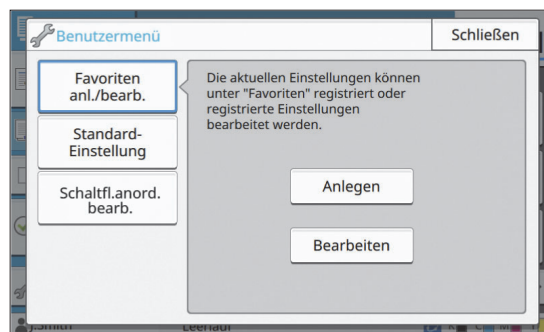 Benutzermenü
Schließen
Favoriten
anl./bearb.
Standard-
Einstellung
Schaltfl.anord.
bearb.
Die aktuellen Einstellungen können
unter "Favoriten" registriert oder
registrierte Einstellungen
bearbeitet werden.
Anlegen
Bearbeiten